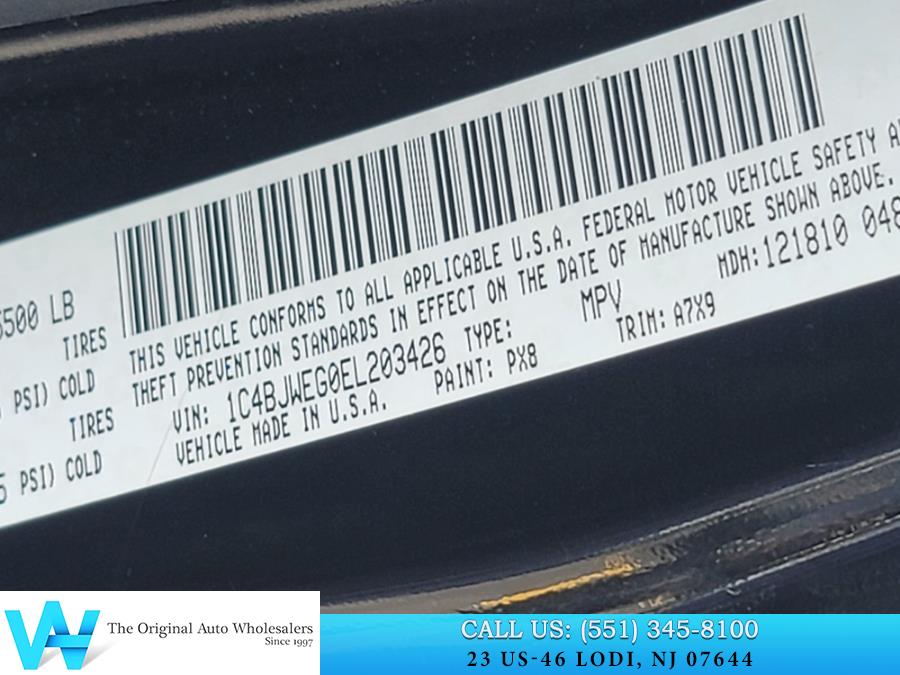 5500 LB
TIRES
PSI) COLD
TIRES
5 PSI) COLD
THIS VEHICLE CONFORMS TO ALL APPLICABLE U.S.A. FEDERAL MOTOR VEHICLE SAFETY
THEFT PREVENTION STANDARDS IN EFFECT ON THE DATE OF MANUFACTURE SHOWN ABOVE.
VIN: 1C4BJWEG0EL203426 TYPE: MPV MDH: 121810 048
VEHICLE MADE IN U.S.A. PAINT: PX8 TRIM: A7X9
The Original Auto Wholesalers
Since 1997
CALL US: (551) 345-8100
23 US-46 LODI, NJ 07644